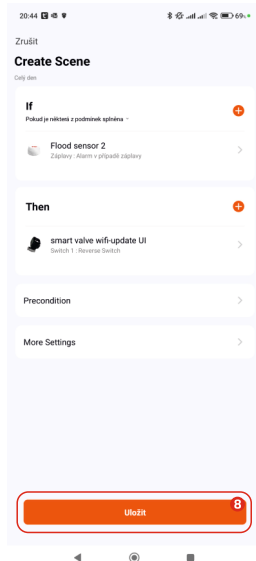 20:44 69
Zrušit
Create Scene
Celý den
If
Pokud je některá z podmínek splněna
Flood sensor 2
Záplavy : Alarm v případě záplavy
Then
smart valve wifi-update UI
Switch 1 : Reverse Switch
Precondition
More Settings
8
Uložit